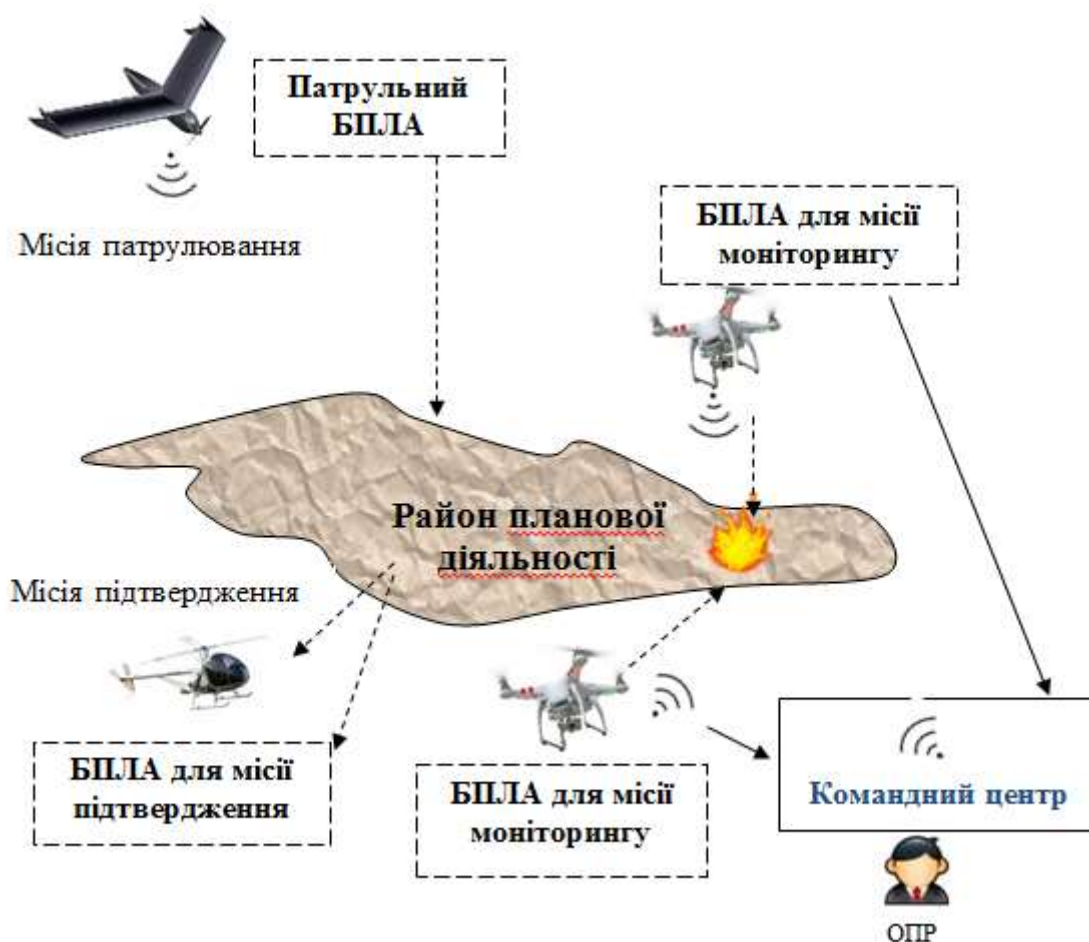 Патрульний
БПЛА
Місія патрулювання
БПЛА для місії
моніторингу
Район планової
діяльності
Місія підтвердження
БПЛА для місії
підтвердження
БПЛА для місії
моніторингу
Командний центр
ОПР